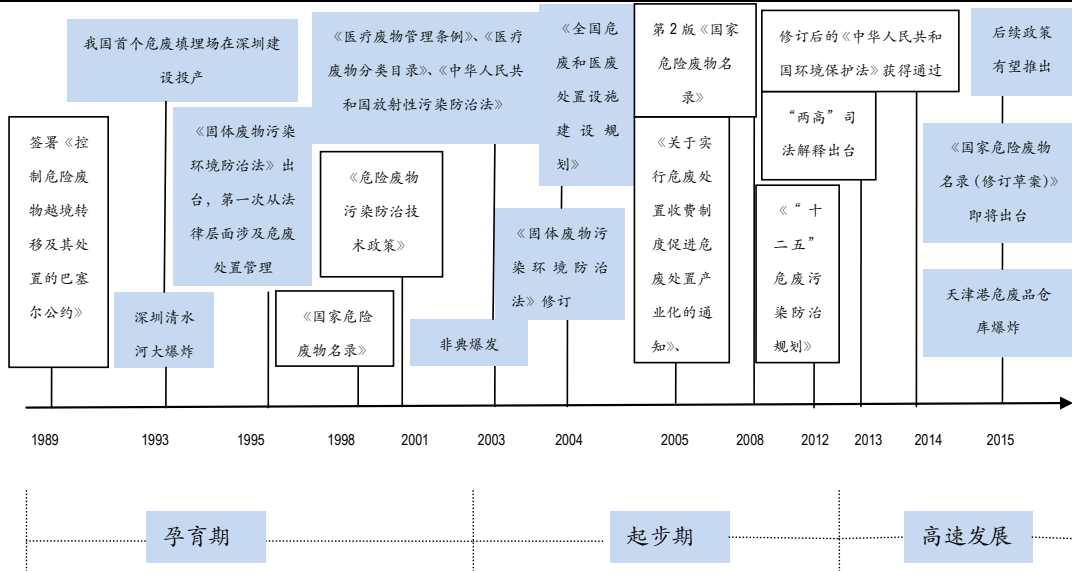 我国首个危废填埋场在深圳建
设投产
《医疗废物管理条例》、《医疗
废物分类目录》、《中华人民共
和国放射性污染防治法》
《全国危
废和医废
处置设施
建设规
划》
第2版《国家
危险废物名
录》
修订后的《中华人民共和
国环境保护法》获得通过
后续政策
有望推出
签署《控
制危险废
物越境转
移及其处
置的巴塞
尔公约》
《固体废物污染
环境防治法》出
台，第一次从法
律层面涉及危废
处置管理
《危险废物
污染防治技
术政策》
《固体废物污
染环境防治
法》修订
《关于实
行危废处
置收费制
度促进危
废处置产
业化的通
知》、
“两高”司
法解释出台
《“十
二五”
危废污
染防治
规划》
《国家危险废物
名录(修订草案)》
即将出台
深圳清水
河大爆炸
《国家危险
废物名录》
非典爆发
天津港危废品仓
库爆炸
1989
1993
1995
1998
2001
2003
2004
2005
2008
2012
2013
2014
2015
孕育期
起步期
高速发展